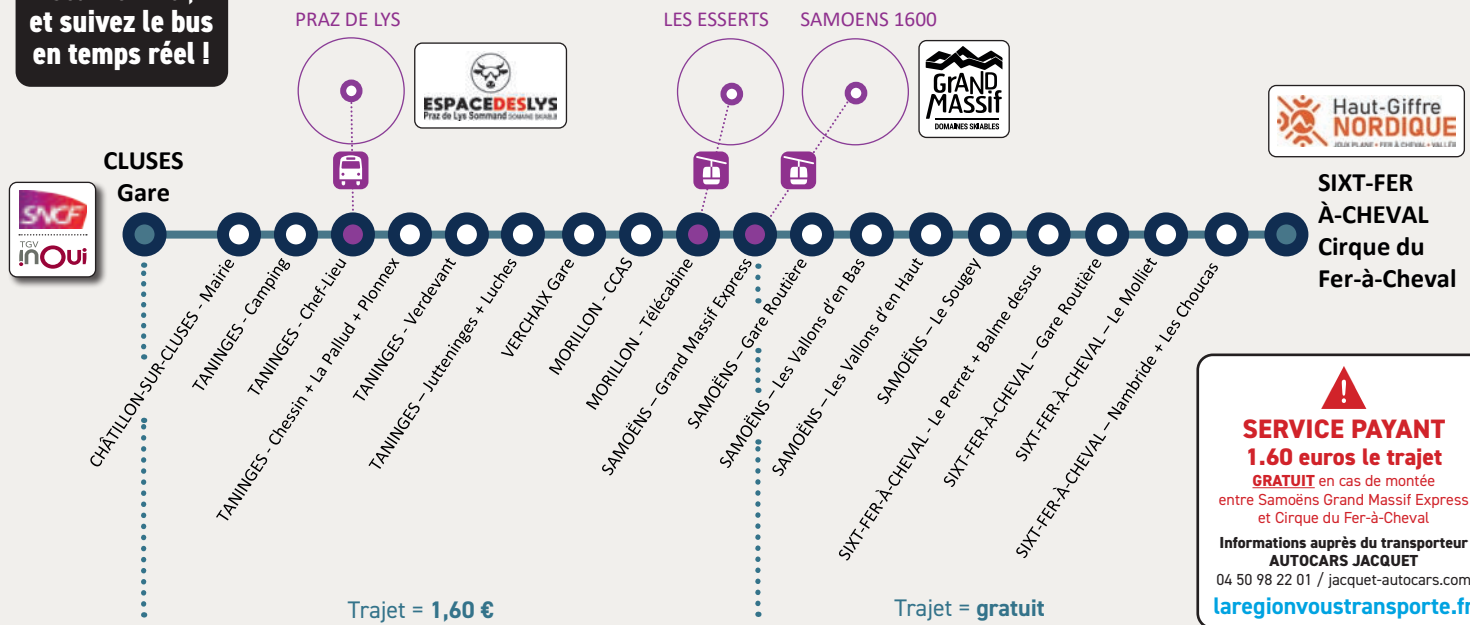 et suivez le bus
en temps réel !
PRAZ DE LYS
LES ESSERTS
SAMOENS 1600
ESPACEDESLYS
Praz de Lys Sommand DOMAINE SKIABLE
GRAND
MASSIF
DOMAINES SKIABLES
Haut-Giffre
NORDIQUE
JOUX PLANE • FER À CHEVAL • VALLÉE
SNCF
TGV
inOui
CLUSES
Gare
CHÂTILLON-SUR-CLUSES - Mairie
TANINGES - Camping
TANINGES - Chef-Lieu
TANINGES - Chessin + La Pallud + Plonnex
TANINGES - Verdevant
TANINGES – Jutteninges + Luches
VERCHAIX Gare
MORILLON - CCAS
MORILLON - Télécabine
SAMOËNS – Grand Massif Express
SAMOËNS – Gare Routière
SAMOËNS – Les Vallons d'en Bas
SAMOËNS – Les Vallons d'en Haut
SAMOËNS – Le Sougey
SIXT-FER-À-CHEVAL - Le Perret + Balme dessus
SIXT-FER-À-CHEVAL – Gare Routière
SIXT-FER-À-CHEVAL – Le Molliet
SIXT-FER-À-CHEVAL – Nambride + Les Choucas
SIXT-FER
À-CHEVAL
Cirque du
Fer-à-Cheval
Trajet = 1,60 €
Trajet = gratuit
SERVICE PAYANT
1.60 euros le trajet
GRATUIT en cas de montée
entre Samoëns Grand Massif Express
et Cirque du Fer-à-Cheval
Informations auprès du transporteur
AUTOCARS JACQUET
04 50 98 22 01 / jacquet-autocars.com
laregionvoustransporte.fr